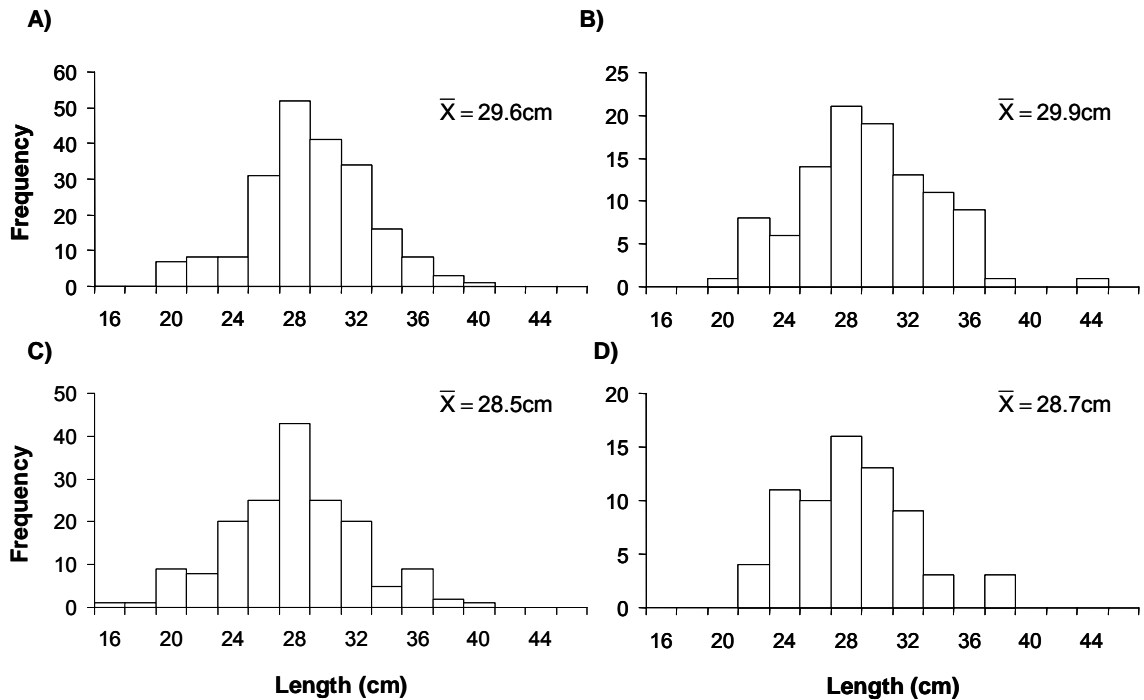 A)
60
50
40
30
20
10
0
Frequency
X̅ = 29.6cm
16 20 24 28 32 36 40 44
B)
25
20
15
10
5
0
X̅ = 29.9cm
16 20 24 28 32 36 40 44
C)
50
40
30
20
10
0
Frequency
X̅ = 28.5cm
16 20 24 28 32 36 40 44
Length (cm)
D)
20
15
10
5
0
X̅ = 28.7cm
16 20 24 28 32 36 40 44
Length (cm)